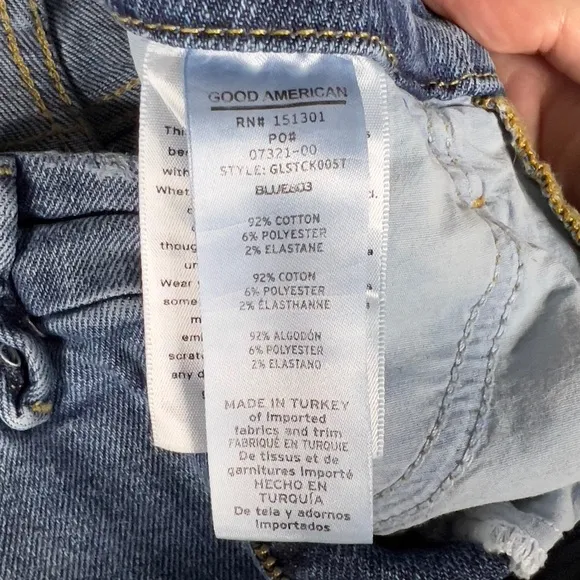 GOOD AMERICAN
RN# 151301
PO#
07321-00
STYLE: GLSTCK005T
BLUE803
92% COTTON
6% POLYESTER
2% ELASTANE
92% COTON
6% POLYESTER
2% ÉLASTHANNE
92% ALGODÓN
6% POLYESTER
2% ELASTANO
MADE IN TURKEY
of Imported
fabrics and trim
FABRIQUÉ EN TURQUIE
De tissus et de
garnitures Importé
HECHO EN
TURQUÍA
De tela y adornos
Importados